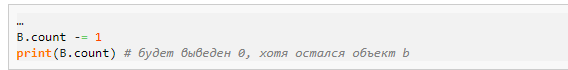 …
B.count -= 1
print(B.count) # будет выведен 0, хотя остался объект b